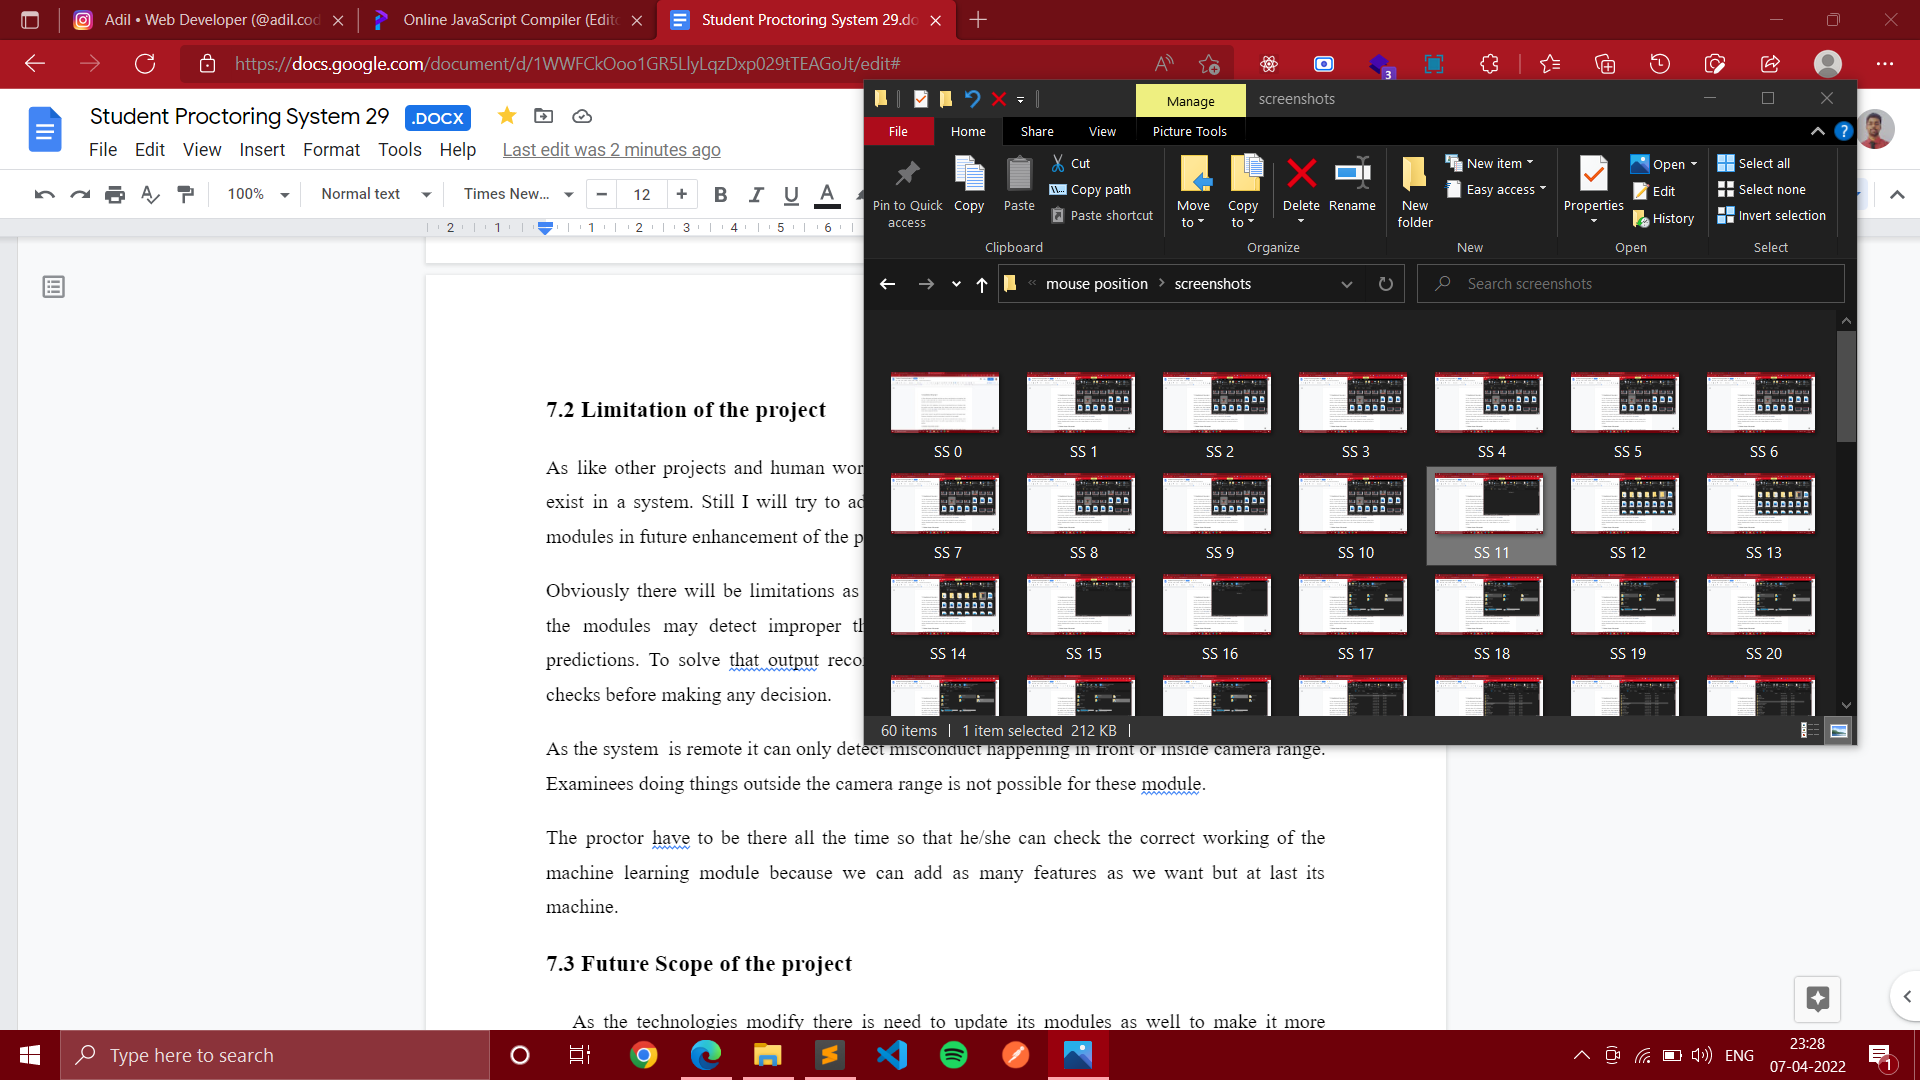 Adil • Web Developer (@adil.cod
Online JavaScript Compiler (Edito
Student Proctoring System 29.do
https://docs.google.com/document/d/1WWFCkOoo1GR5LlyLqzDxp029tTEAGoJt/edit#
3
Student Proctoring System 29 .DOCX
File Edit View Insert Format Tools Help Last edit was 2 minutes ago
100% Normal text Times New... 12 B I U A
2 1 1 2 3 4 5 6
Manage screenshots
File Home Share View Picture Tools
Pin to Quick access
Copy
Paste
Cut
Copy path
Paste shortcut
Clipboard
Move to
Copy to
Delete
Rename
Organize
New folder
New item
Easy access
New
Properties
Open
Edit
History
Open
Select all
Select none
Invert selection
Select
« mouse position > screenshots
Search screenshots
SS 0 SS 1 SS 2 SS 3 SS 4 SS 5 SS 6
SS 7 SS 8 SS 9 SS 10 SS 11 SS 12 SS 13
SS 14 SS 15 SS 16 SS 17 SS 18 SS 19 SS 20
60 items 1 item selected 212 KB
7.2 Limitation of the project
As like other projects and human wor
exist in a system. Still I will try to ad
modules in future enhancement of the p
Obviously there will be limitations as
the modules may detect improper th
predictions. To solve that output reco
checks before making any decision.
As the system is remote it can only detect misconduct happening in front or inside camera range.
Examinees doing things outside the camera range is not possible for these module.
The proctor have to be there all the time so that he/she can check the correct working of the
machine learning module because we can add as many features as we want but at last its
machine.
7.3 Future Scope of the project
As the technologies modify there is need to update its modules as well to make it more
Type here to search
ENG
23:28
07-04-2022
1